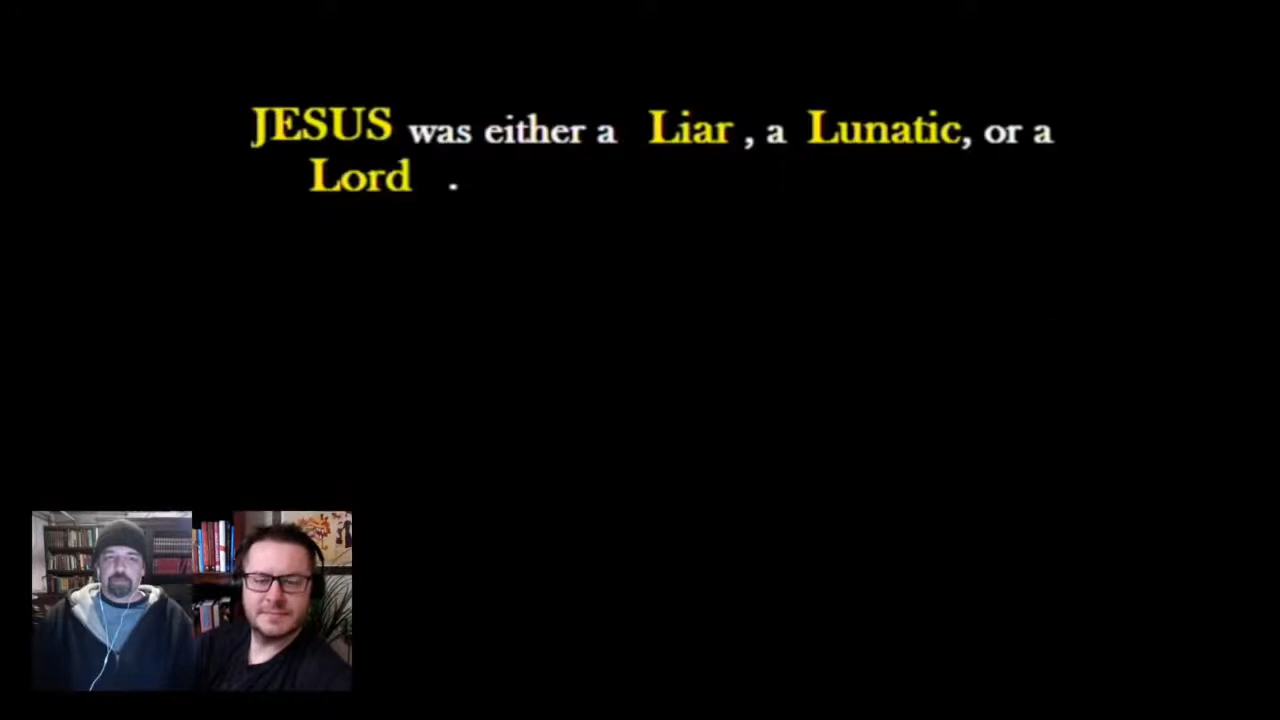 JESUS was either a Liar , a Lunatic, or a
Lord .